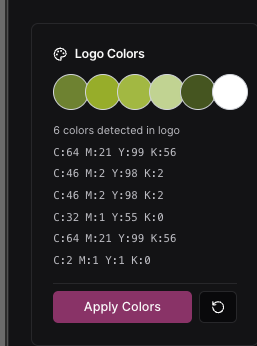 Logo Colors
6 colors detected in logo
C:64 M:21 Y:99 K:56
C:46 M:2 Y:98 K:2
C:46 M:2 Y:98 K:2
C:32 M:1 Y:55 K:0
C:64 M:21 Y:99 K:56
C:2 M:1 Y:1 K:0
Apply Colors